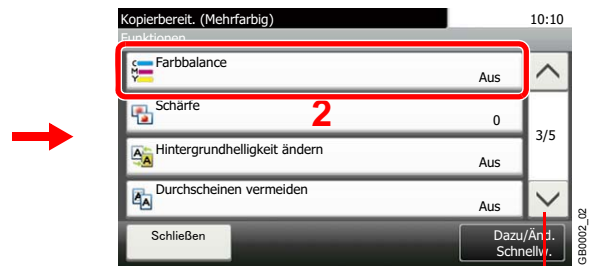 Kopierbereit. (Mehrfarbig) 10:10
Funktionen
C
M
Y
Farbbalance
Aus
Schärfe
0
2
3/5
Hintergrundhelligkeit ändern
Aus
Durchscheinen vermeiden
Aus
Schließen
Dazu/Änd.
Schnellw.
GB0002_02